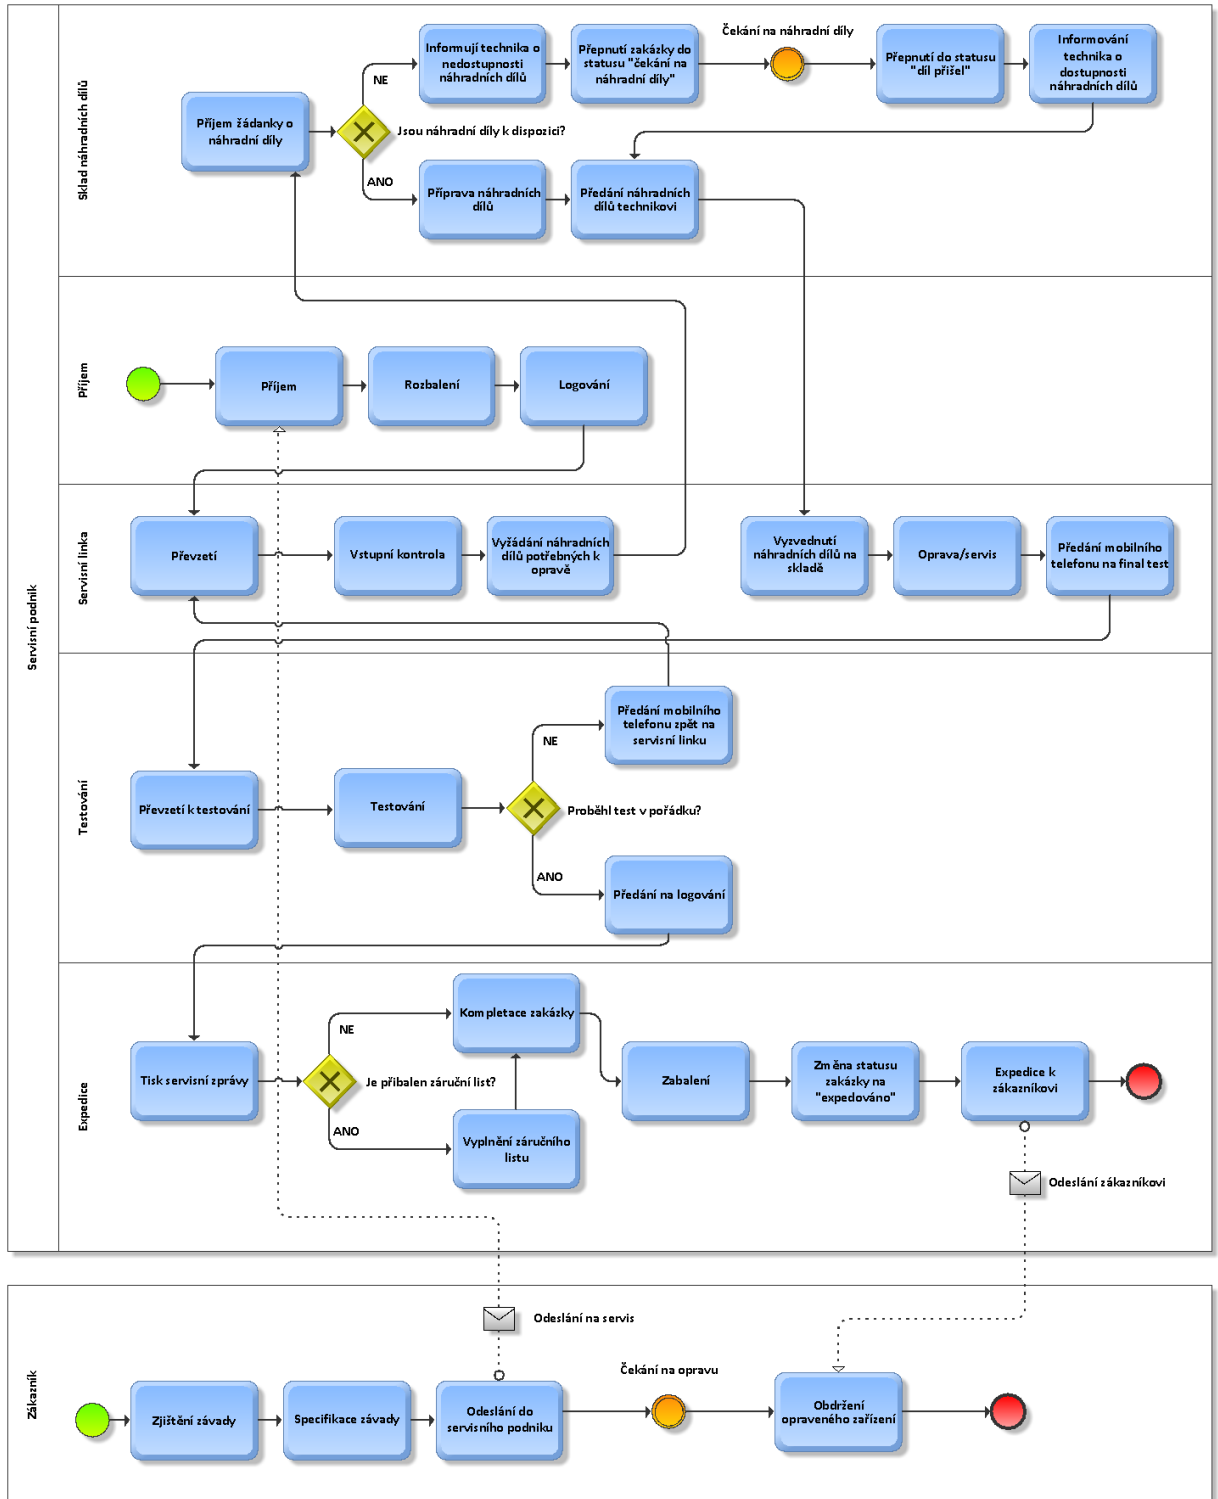 Servisní podnik
Sklad náhradních dílů
Příjem žádanky o
náhradní díly
NE
Jsou náhradní díly k dispozici?
ANO
Informují technika o
nedostupnosti
náhradních dílů
Přepnutí zakázky do
statusu "čekání na
náhradní díly"
Čekání na náhradní díly
Přepnutí do statusu
"díl přišel"
Informování
technika o
dostupnosti
náhradních dílů
Příprava náhradních
dílů
Předání náhradních
dílů technikovi
Příjem
Příjem
Rozbalení
Logování
Servisní linka
Převzetí
Vstupní kontrola
Vyžádání náhradních
dílů potřebných k
opravě
Vyzvednutí
náhradních dílů na
skladě
Oprava/servis
Předání mobilního
telefonu na final test
Testování
Převzetí k testování
Testování
NE
Proběhl test v pořádku?
ANO
Předání mobilního
telefonu zpět na
servisní linku
Předání na logování
Expedice
Tisk servisní zprávy
NE
Je přibalen záruční list?
ANO
Kompletace zakázky
Vyplnění záručního
listu
Zabalení
Změna statusu
zakázky na
"expedováno"
Expedice k
zákazníkovi
Odeslání zákazníkovi
Zákazník
Odeslání na servis
Zjištění závady
Specifikace závady
Odeslání do
servisního podniku
Čekání na opravu
Obdržení
opraveného zařízení